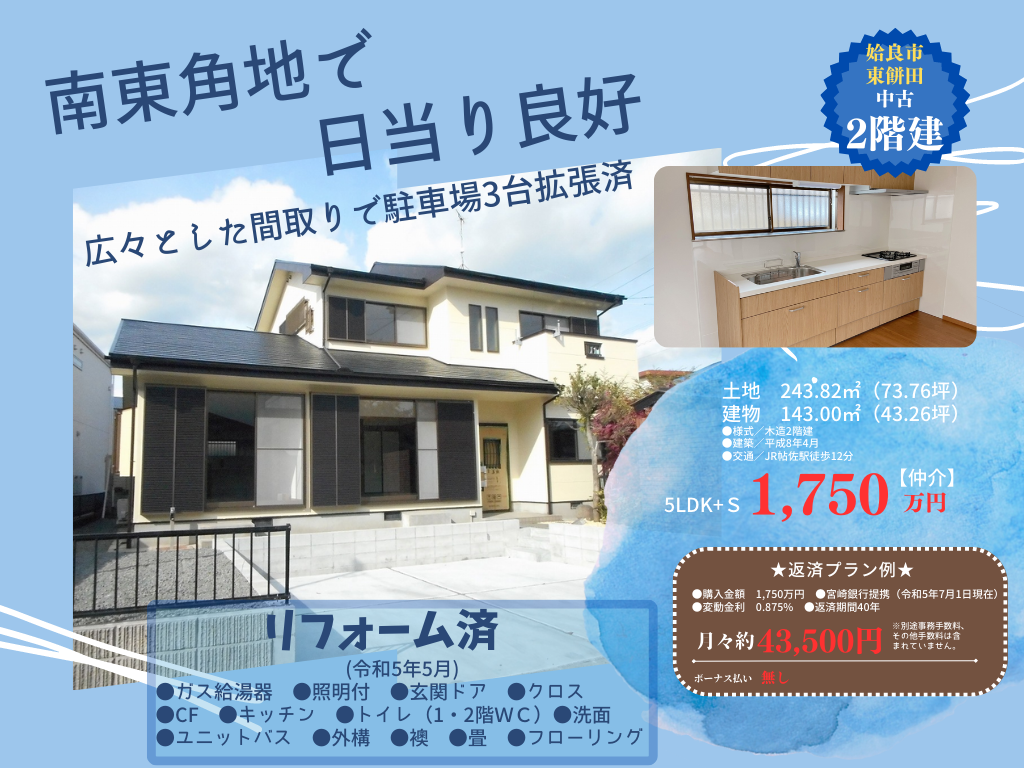 南東角地で
日当り良好
広々とした間取りで駐車場3台拡張済
姶良市
東餅田
中古
2階建
土地　243.82㎡（73.76坪）
建物　143.00㎡（43.26坪）
●様式／木造2階建
●建築／平成8年4月
●交通／JR帖佐駅徒歩12分
【仲介】
5LDK+Ｓ 1,750万円
★返済プラン例★
●購入金額　1,750万円　●宮崎銀行提携（令和5年7月1日現在）
●変動金利　0.875%　●返済期間40年
月々約43,500円
※別途事務手数料、
その他手数料は含
まれていません。
ボーナス払い　無し
リフォーム済
(令和5年5月)
●ガス給湯器　●照明付　●玄関ドア　●クロス
●CF　●キッチン　●トイレ（1・2階ＷＣ）●洗面
●ユニットバス　●外構　●襖　●畳　●フローリング